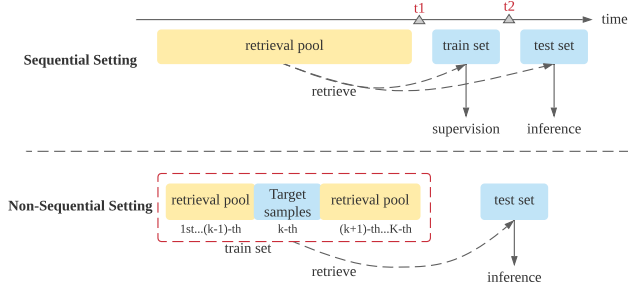 t1 t2
time
retrieval pool train set test set
Sequential Setting
retrieve
supervision inference
retrieval pool Target samples retrieval pool test set
Non-Sequential Setting
1st...(k-1)-th k-th (k+1)-th...K-th
train set
retrieve
inference